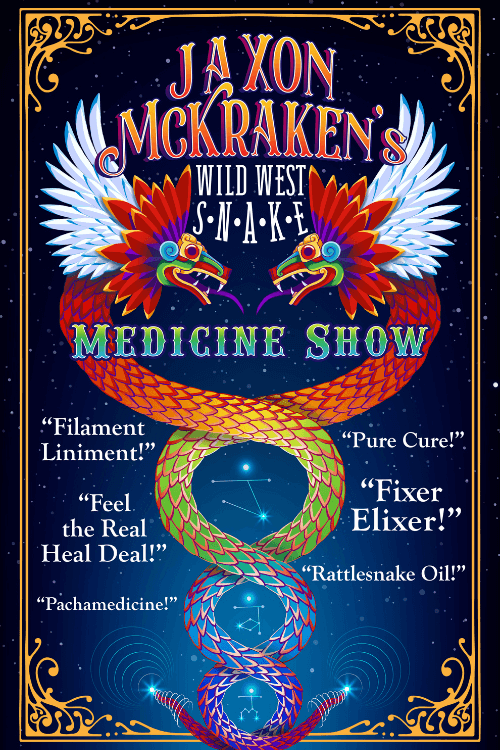 JAXON
McKRAKEN's
WILD WEST
S•N•A•K•E
MEDICINE SHOW
“Filament
Liniment!”
“Pure Cure!”
“Feel
the Real
Heal Deal!”
“Fixer
Elixer!”
“Rattlesnake Oil!”
“Pachamedicine!”